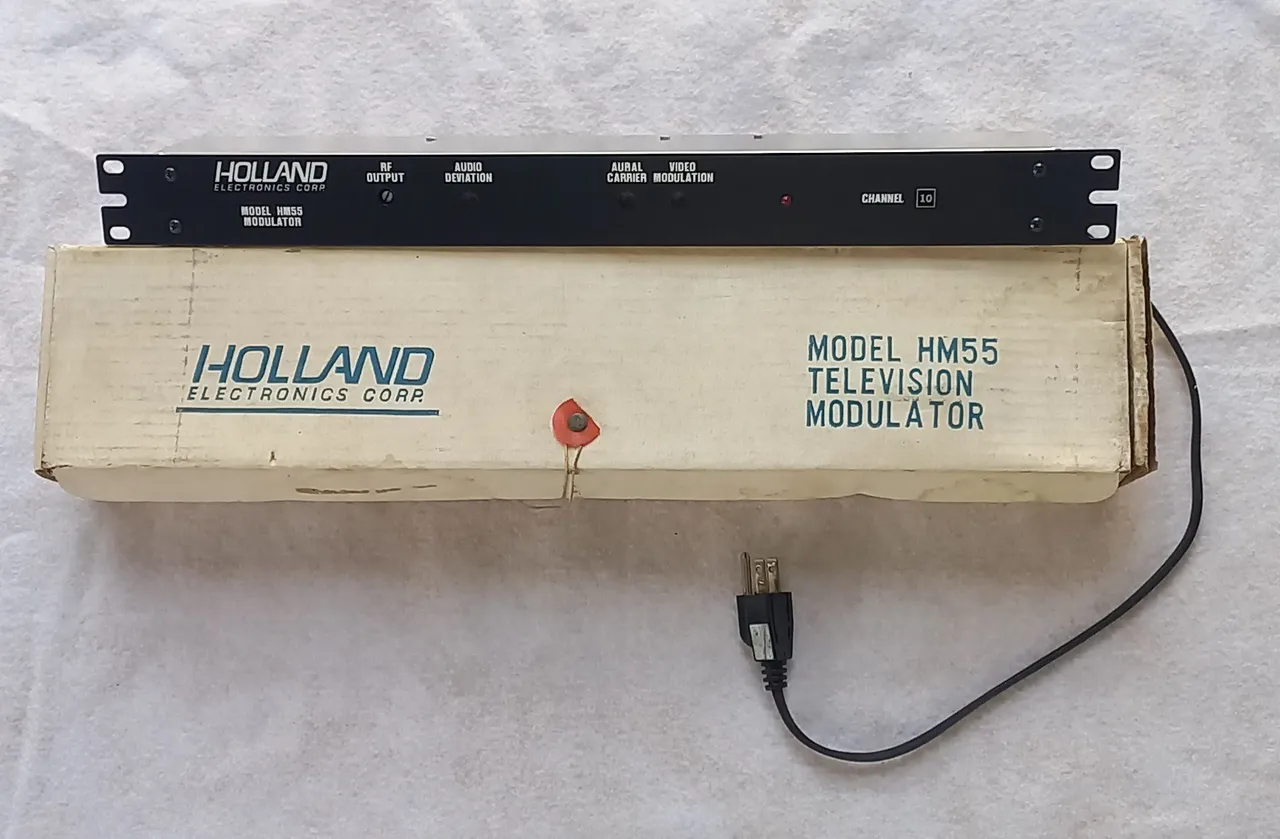 HOLLAND
ELECTRONICS CORP
MODEL HM55
MODULATOR
RF
OUTPUT
AUDIO
DEVIATION
AURAL
CARRIER
VIDEO
MODULATION
CHANNEL 10
HOLLAND
ELECTRONICS CORP.
MODEL HM55
TELEVISION
MODULATOR